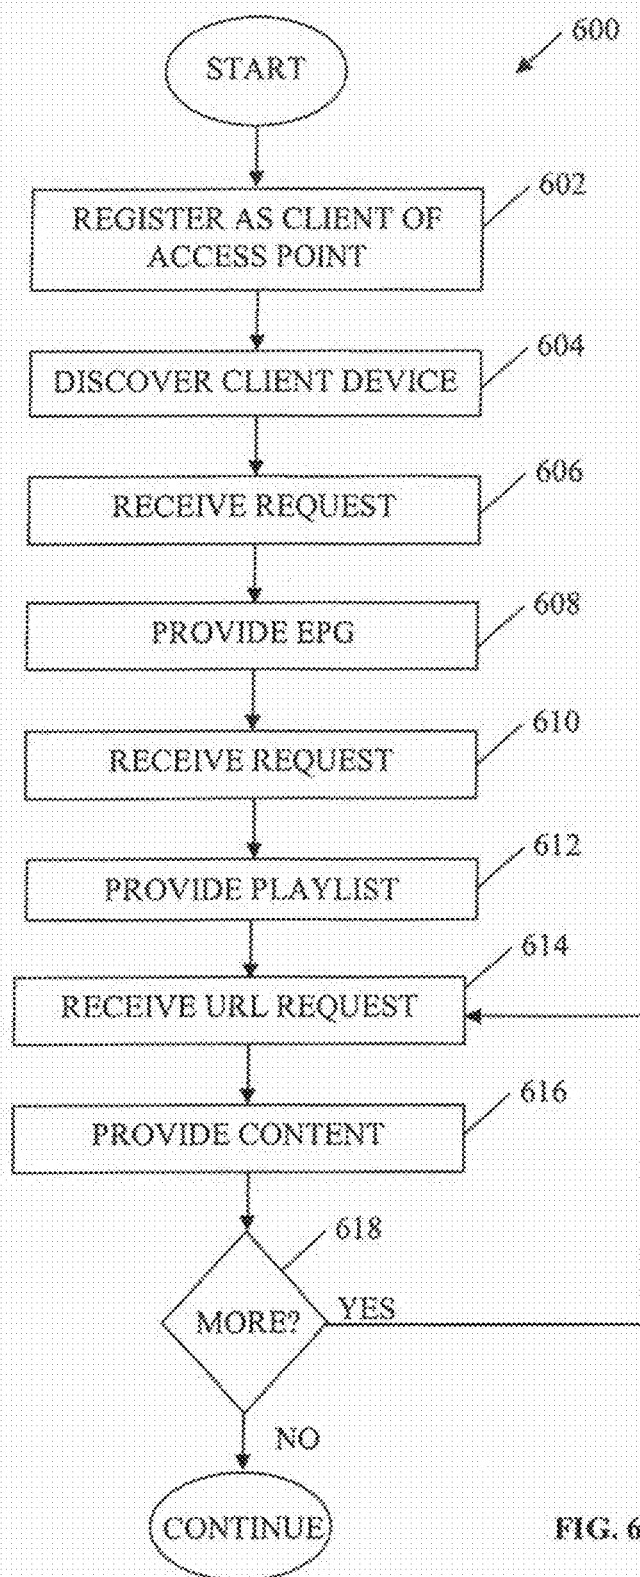 START
600
602
REGISTER AS CLIENT OF
ACCESS POINT
604
DISCOVER CLIENT DEVICE
606
RECEIVE REQUEST
608
PROVIDE EPG
610
RECEIVE REQUEST
612
PROVIDE PLAYLIST
614
RECEIVE URL REQUEST
616
PROVIDE CONTENT
618
MORE?
YES
NO
CONTINUE
FIG. 6